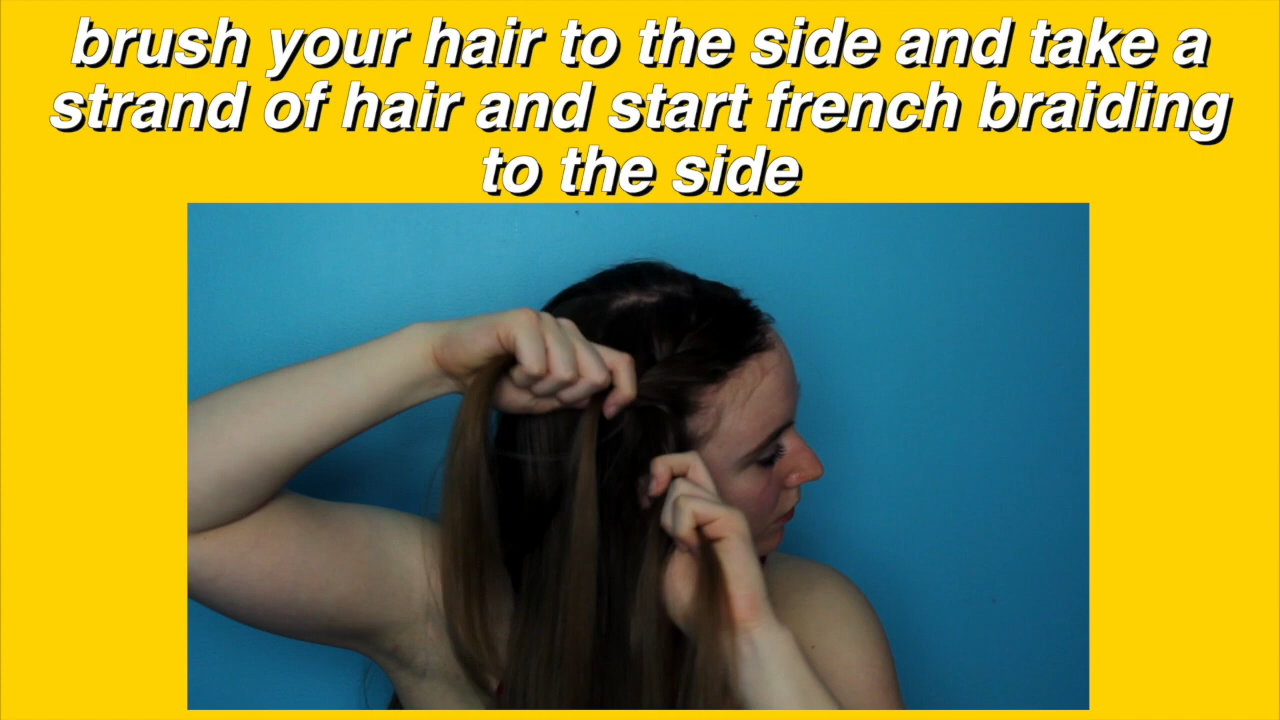 brush your hair to the side and take a
strand of hair and start french braiding
to the side